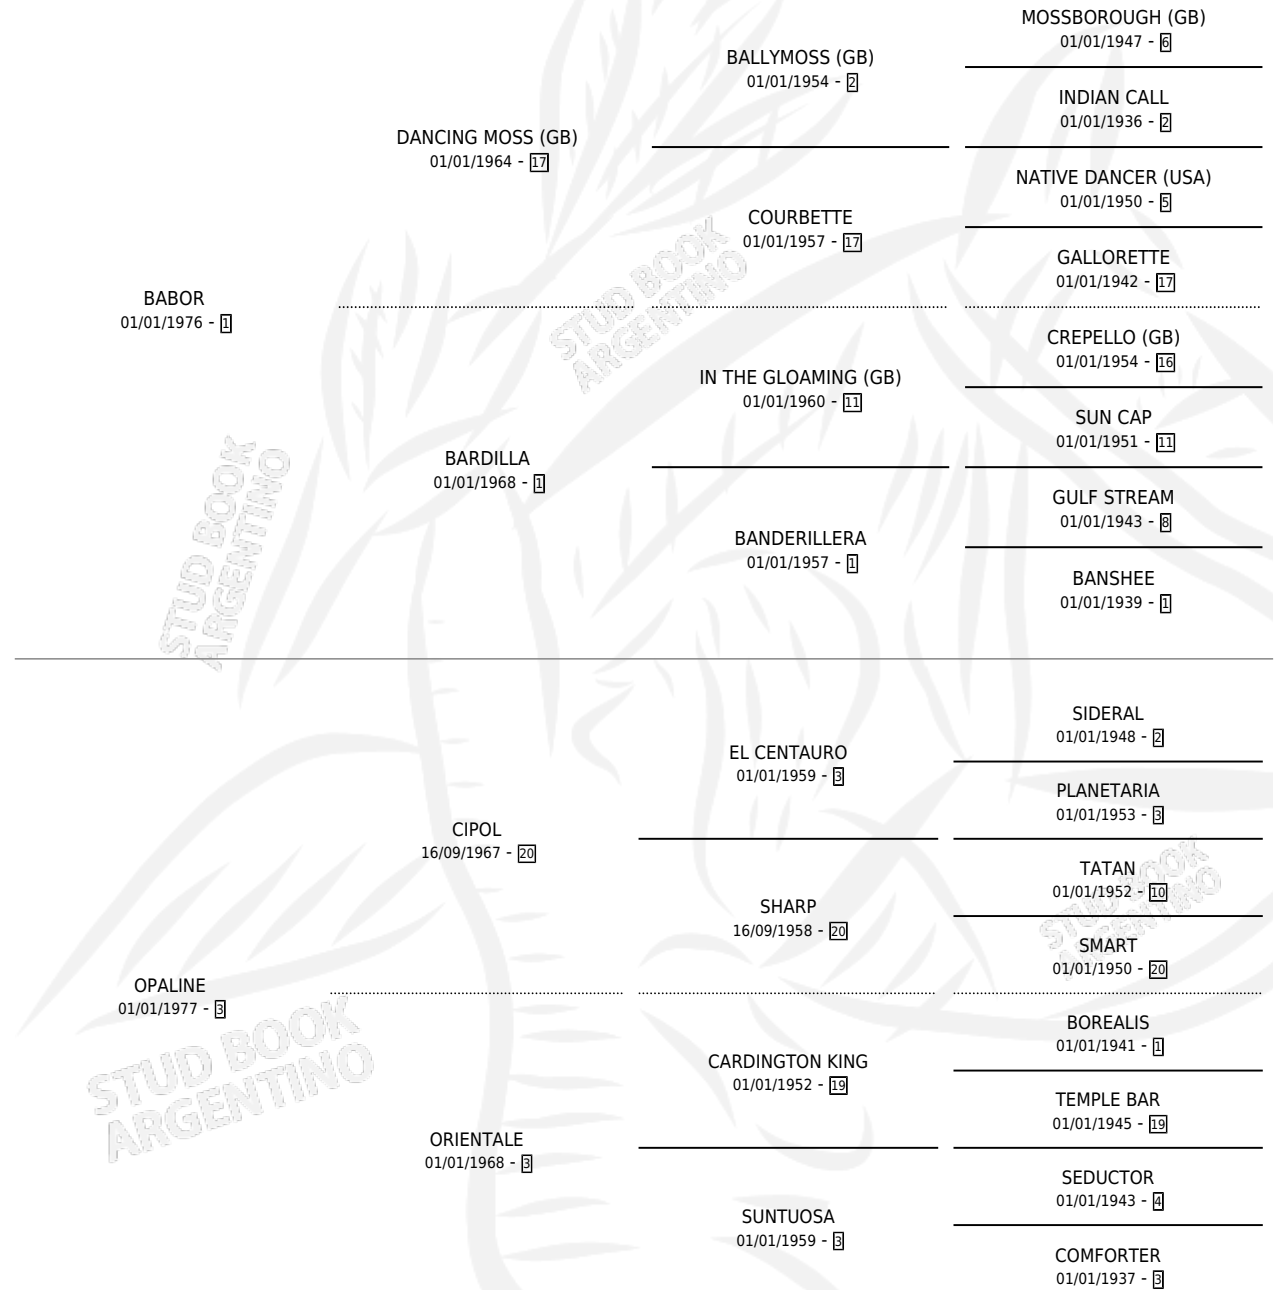 MOSSBOROUGH (GB)
01/01/1947 - 6
BALLYMOSS (GB)
01/01/1954 - 2
INDIAN CALL
01/01/1936 - 2
DANCING MOSS (GB)
01/01/1964 - 17
NATIVE DANCER (USA)
01/01/1950 - 5
COURBETTE
01/01/1957 - 17
GALLORETTE
01/01/1942 - 17
BABOR
01/01/1976 - 1
CREPELLO (GB)
01/01/1954 - 16
IN THE GLOAMING (GB)
01/01/1960 - 11
SUN CAP
01/01/1951 - 11
BARDILLA
01/01/1968 - 1
GULF STREAM
01/01/1943 - 8
BANDERILLERA
01/01/1957 - 1
BANSHEE
01/01/1939 - 1
SIDERAL
01/01/1948 - 2
EL CENTAURO
01/01/1959 - 3
PLANETARIA
01/01/1953 - 3
CIPOL
16/09/1967 - 20
TATAN
01/01/1952 - 10
SHARP
16/09/1958 - 20
SMART
01/01/1950 - 20
OPALINE
01/01/1977 - 3
BOREALIS
01/01/1941 - 1
CARDINGTON KING
01/01/1952 - 19
TEMPLE BAR
01/01/1945 - 19
ORIENTALE
01/01/1968 - 3
SEDUCTOR
01/01/1943 - 4
SUNTUOSA
01/01/1959 - 3
COMFORTER
01/01/1937 - 3
STUD BOOK
ARGENTINO
STUD BOOK
ARGENTINO
STUD BOOK
ARGENTINO
STUD BOOK
ARGENTINO